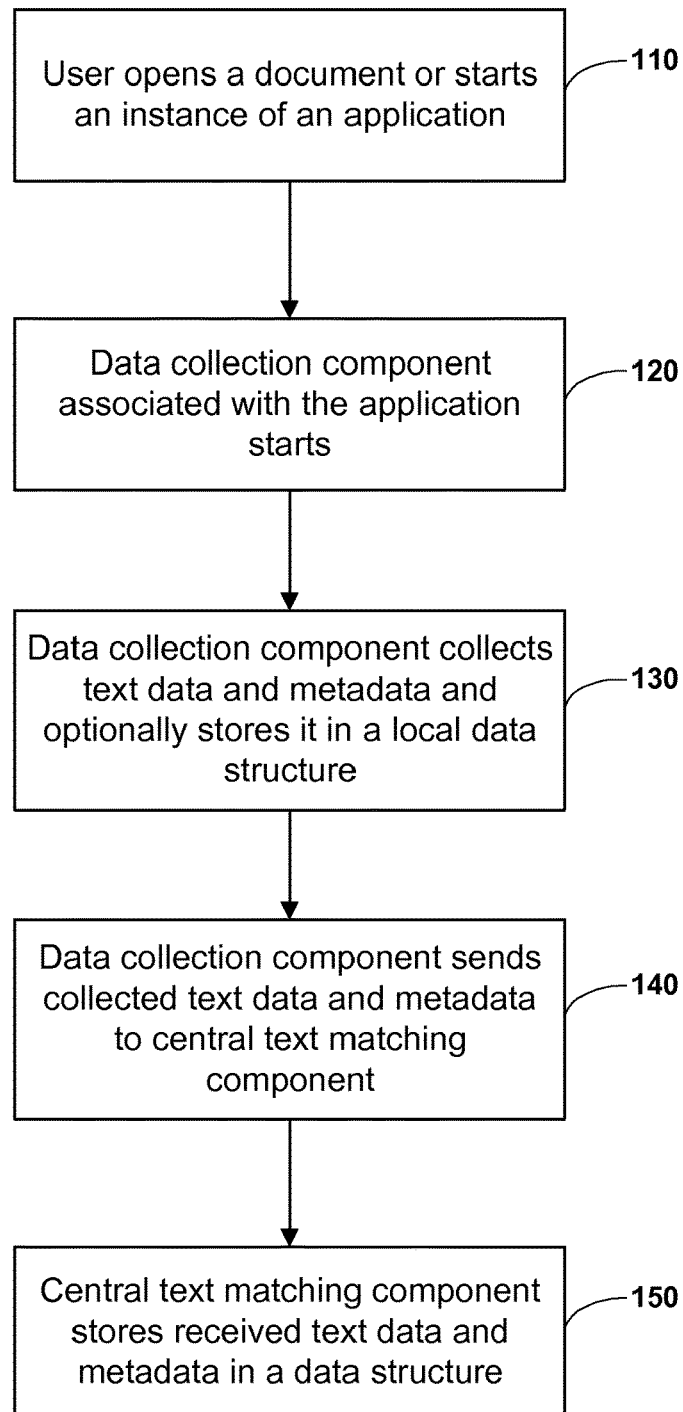 User opens a document or starts
an instance of an application
110
Data collection component
associated with the application
starts
120
Data collection component collects
text data and metadata and
optionally stores it in a local data
structure
130
Data collection component sends
collected text data and metadata
to central text matching
component
140
Central text matching component
stores received text data and
metadata in a data structure
150